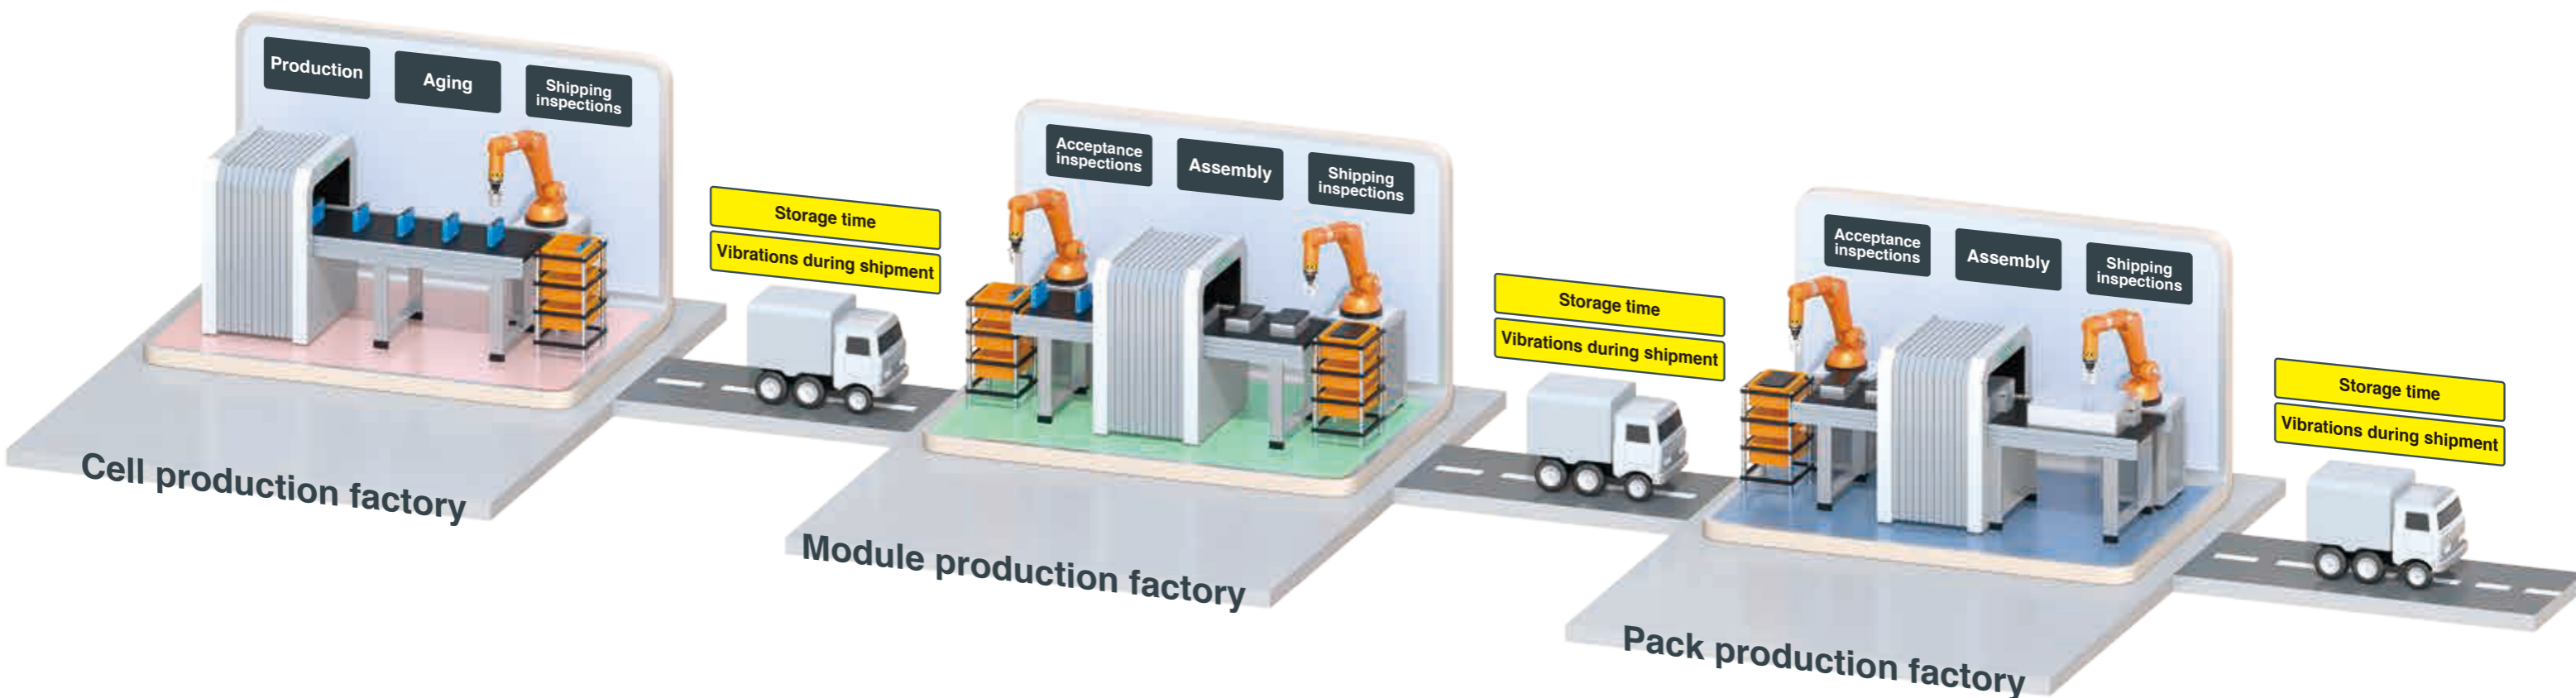 Production
Aging
Shipping
inspections
Cell production factory
Storage time
Vibrations during shipment
Acceptance
inspections
Assembly
Shipping
inspections
Module production factory
Storage time
Vibrations during shipment
Acceptance
inspections
Assembly
Shipping
inspections
Pack production factory
Storage time
Vibrations during shipment